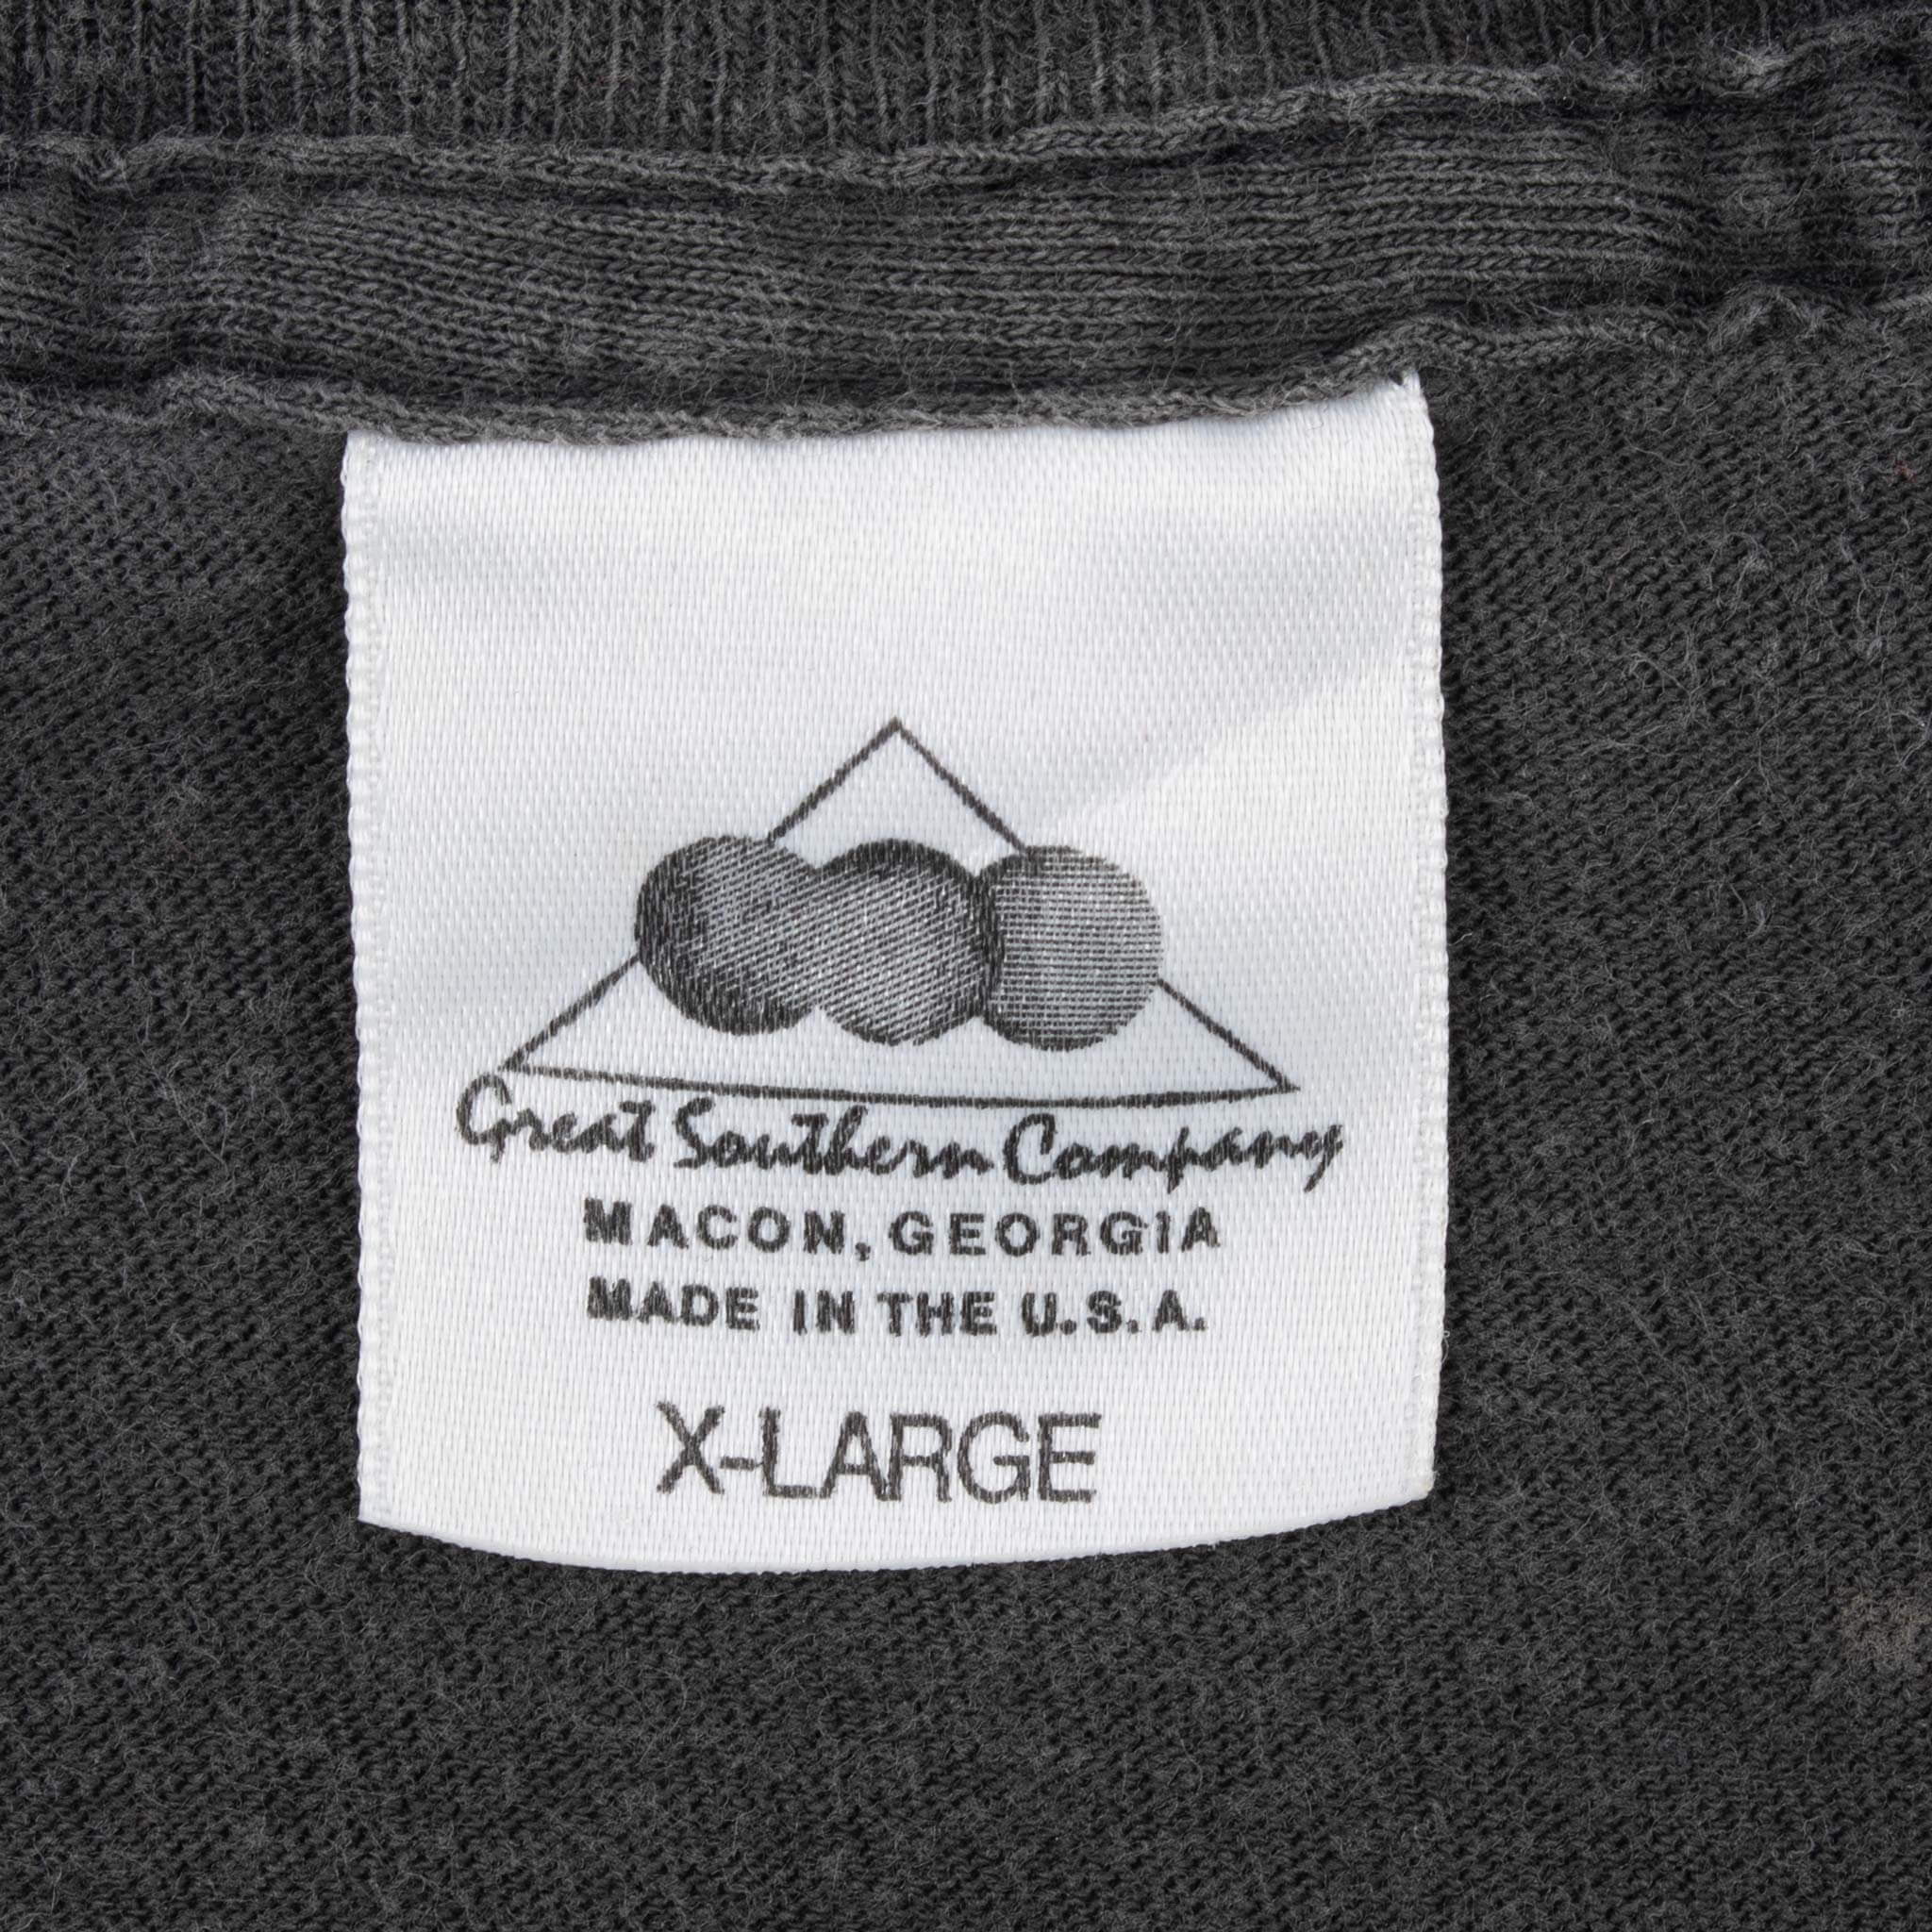 Great Southern Company
MACON, GEORGIA
MADE IN THE U.S.A.
X-LARGE